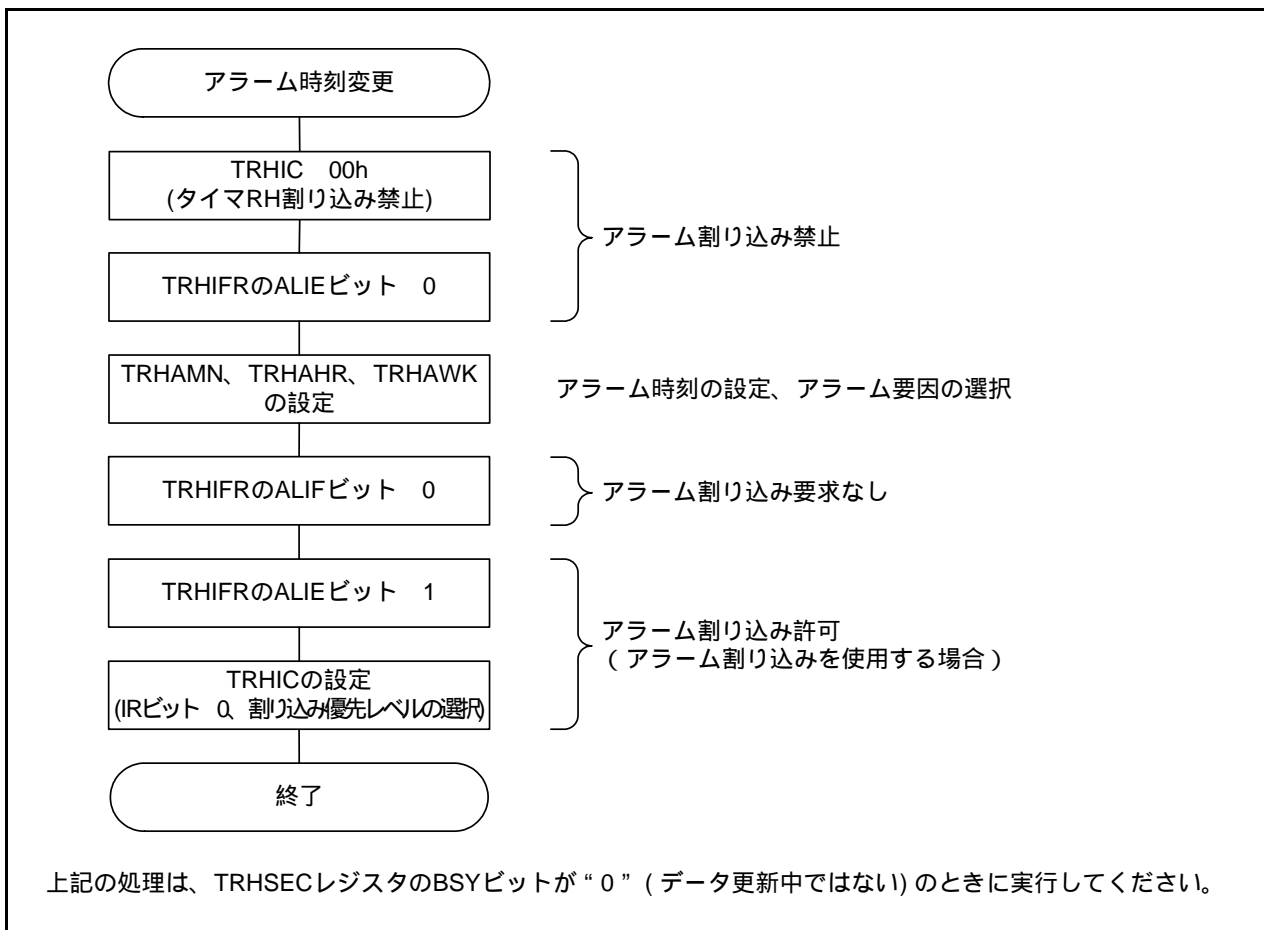 アラーム時刻変更
TRHIC 00h
(タイマRH割り込み禁止)
アラーム割り込み禁止
TRHIFRのALIEビット 0
TRHAMN、TRHAHR、TRHAWK
の設定
アラーム時刻の設定、アラーム要因の選択
TRHIFRのALIFビット 0
アラーム割り込み要求なし
TRHIFRのALIEビット 1
アラーム割り込み許可
(アラーム割り込みを使用する場合)
TRHICの設定
(IRビット 0、割り込み優先レベルの選択)
終了
上記の処理は、TRHSECレジスタのBSYビットが“0”(データ更新中ではない)のときに実行してください。